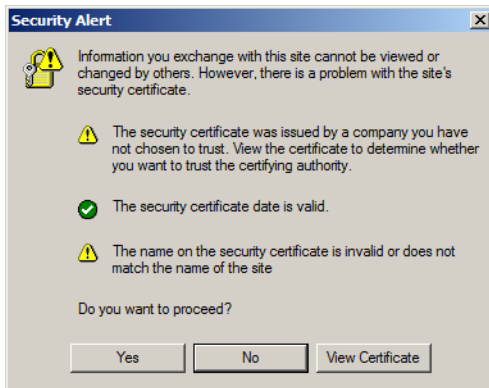 Security Alert
Information you exchange with this site cannot be viewed or
changed by others. However, there is a problem with the site's
security certificate.
The security certificate was issued by a company you have
not chosen to trust. View the certificate to determine whether
you want to trust the certifying authority.
The security certificate date is valid.
The name on the security certificate is invalid or does not
match the name of the site
Do you want to proceed?
Yes
No
View Certificate